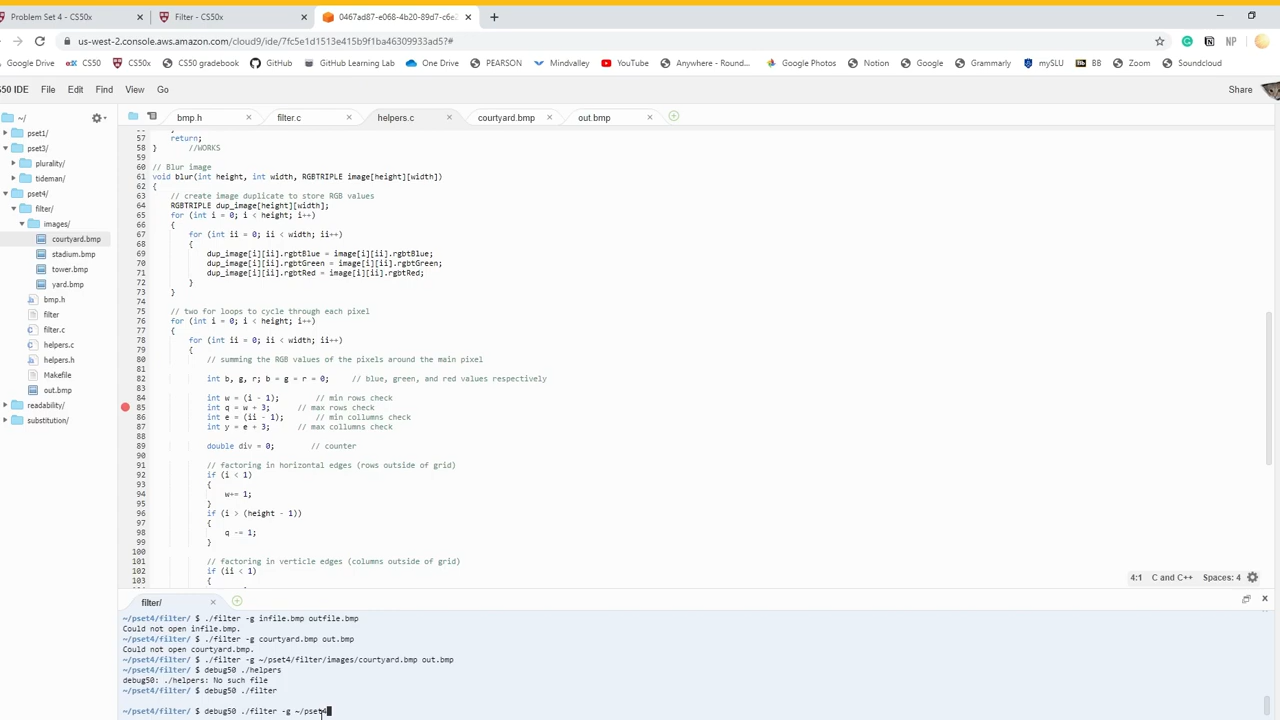 Problem Set 4 - CS50x
Filter - CS50x
0467ad87-e068-4b20-89d7-c6e
us-west-2.console.aws.amazon.com/cloud9/ide/7fc5e1d1513e415b9f1ba46309933ad5?#
NP
Google Drive CS50 CS50x CS50 gradebook GitHub GitHub Learning Lab One Drive PEARSON Mindvalley YouTube Anywhere - Roun... Google Photos Notion Google Grammarly mySLU BB Zoom Soundcloud
50 IDE File Edit Find View Go Share
~/
bmp.h filter.c helpers.c courtyard.bmp out.bmp
pset1/
pset3/
plurality/
tideman/
pset4/
filter/
images/
courtyard.bmp
stadium.bmp
tower.bmp
yard.bmp
bmp.h
filter
filter.c
helpers.c
helpers.h
Makefile
out.bmp
readability/
substitution/
57 return;
58 } //WORKS
59
60 // Blur image
61 void blur(int height, int width, RGBTRIPLE image[height][width])
62 {
63 // create image duplicate to store RGB values
64 RGBTRIPLE dup_image[height][width];
65 for (int i = 0; i < height; i++)
66 {
67 for (int ii = 0; ii < width; ii++)
68 {
69 dup_image[i][ii].rgbtBlue = image[i][ii].rgbtBlue;
70 dup_image[i][ii].rgbtGreen = image[i][ii].rgbtGreen;
71 dup_image[i][ii].rgbtRed = image[i][ii].rgbtRed;
72 }
73 }
74
75 // two for loops to cycle through each pixel
76 for (int i = 0; i < height; i++)
77 {
78 for (int ii = 0; ii < width; ii++)
79 {
80 // summing the RGB values of the pixels around the main pixel
81
82 int b, g, r; b = g = r = 0; // blue, green, and red values respectively
83
84 int w = (i - 1); // min rows check
85 int q = w + 3; // max rows check
86 int e = (ii - 1); // min collumns check
87 int y = e + 3; // max collumns check
88
89 double div = 0; // counter
90
91 // factoring in horizontal edges (rows outside of grid)
92 if (i < 1)
93 {
94 w+= 1;
95 }
96 if (i > (height - 1))
97 {
98 q -= 1;
99 }
100
101 // factoring in verticle edges (columns outside of grid)
102 if (ii < 1)
103 {
4:1 C and C++ Spaces: 4
filter/
~/pset4/filter/ $ ./filter -g infile.bmp outfile.bmp
Could not open infile.bmp.
~/pset4/filter/ $ ./filter -g courtyard.bmp out.bmp
Could not open courtyard.bmp.
~/pset4/filter/ $ ./filter -g ~/pset4/filter/images/courtyard.bmp out.bmp
~/pset4/filter/ $ debug50 ./helpers
debug50: ./helpers: No such file
~/pset4/filter/ $ debug50 ./filter
~/pset4/filter/ $ debug50 ./filter -g ~/pset4